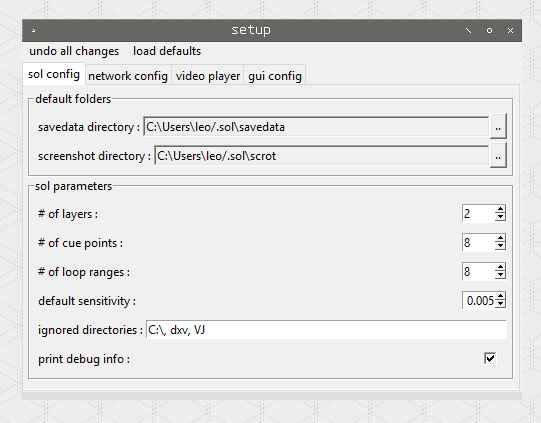 setup
undo all changes load defaults
sol config network config video player gui config
default folders
savedata directory : C:\Users\leo/.sol\savedata ..
screenshot directory : C:\Users\leo/.sol\scrot ..
sol parameters
# of layers : 2
# of cue points : 8
# of loop ranges : 8
default sensitivity : 0.005
ignored directories : C:\, dxv, VJ
print debug info :